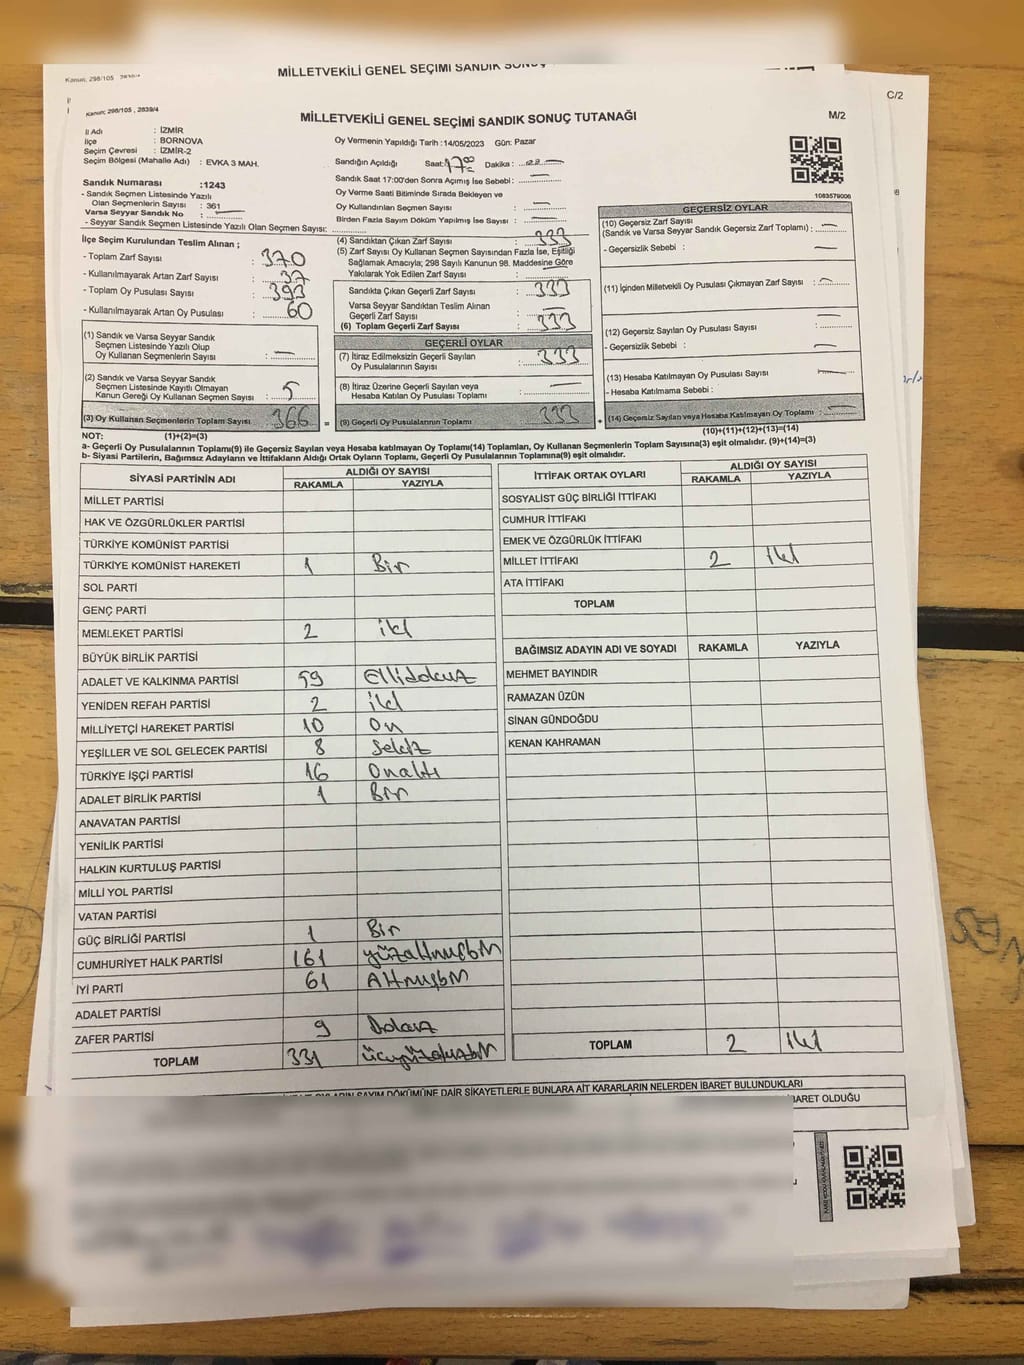 Kanun; 298/105
MİLLETVEKİLİ GENEL SEÇİMİ SANDIK SONUÇ
C/2
Kanun; 298/105 , 2839/4
MİLLETVEKİLİ GENEL SEÇİMİ SANDIK SONUÇ TUTANAĞI
M/2
İl Adı : İZMİR
İlçe : BORNOVA
Seçim Çevresi : İZMİR-2
Seçim Bölgesi (Mahalle Adı) : EVKA 3 MAH.
Oy Vermenin Yapıldığı Tarih : 14/05/2023 Gün: Pazar
Sandığın Açıldığı Saat: 17 00 Dakika :
Sandık Saat 17:00'den Sonra Açımış İse Sebebi : —
Oy Verme Saati Bitiminde Sırada Bekleyen ve
Oy Kullandırılan Seçmen Sayısı : —
Birden Fazla Sayım Döküm Yapılmış İse Sayısı : —
1083579006
Sandık Numarası :1243
- Sandık Seçmen Listesinde Yazılı
Olan Seçmenlerin Sayısı : 361
Varsa Seyyar Sandık No : —
- Seyyar Sandık Seçmen Listesinde Yazılı Olan Seçmen Sayısı:
İlçe Seçim Kurulundan Teslim Alınan ;
- Toplam Zarf Sayısı : 370
- Kullanılmayarak Artan Zarf Sayısı : 37
- Toplam Oy Pusulası Sayısı : 393
- Kullanılmayarak Artan Oy Pusulası : 60
(1) Sandık ve Varsa Seyyar Sandık
Seçmen Listesinde Yazılı Olup
Oy Kullanan Seçmenlerin Sayısı : —
(2) Sandık ve Varsa Seyyar Sandık
Seçmen Listesinde Kayıtlı Olmayan
Kanun Gereği Oy Kullanan Seçmen Sayısı : 5
(3) Oy Kullanan Seçmenlerin Toplam Sayısı : 366
(4) Sandıktan Çıkan Zarf Sayısı : 333
(5) Zarf Sayısı Oy Kullanan Seçmen Sayısından Fazla İse, Eşitliği
Sağlamak Amacıyla; 298 Sayılı Kanunun 98. Maddesine Göre
Yakılarak Yok Edilen Zarf Sayısı :
Sandıkta Çıkan Geçerli Zarf Sayısı : 333
Varsa Seyyar Sandıktan Teslim Alınan
Geçerli Zarf Sayısı : —
(6) Toplam Geçerli Zarf Sayısı : 333
GEÇERLİ OYLAR
(7) İtiraz Edilmeksizin Geçerli Sayılan
Oy Pusulalarının Sayısı : 333
(8) İtiraz Üzerine Geçerli Sayılan veya
Hesaba Katılan Oy Pusulası Toplamı : —
= (9) Geçerli Oy Pusulalarının Toplamı : 333
GEÇERSİZ OYLAR
(10) Geçersiz Zarf Sayısı
(Sandık ve Varsa Seyyar Sandık Geçersiz Zarf Toplamı) : —
- Geçersizlik Sebebi : —
(11) İçinden Milletvekili Oy Pusulası Çıkmayan Zarf Sayısı : —
(12) Geçersiz Sayılan Oy Pusulası Sayısı : —
- Geçersizlik Sebebi : —
(13) Hesaba Katılmayan Oy Pusulası Sayısı : —
- Hesaba Katılmama Sebebi :
+ (14) Geçersiz Sayılan veya Hesaba Katılmayan Oy Toplamı : —
NOT: (1)+(2)=(3)
(10)+(11)+(12)+(13)=(14)
a- Geçerli Oy Pusulalarının Toplamı(9) ile Geçersiz Sayılan veya Hesaba katılmayan Oy Toplamı(14) Toplamları, Oy Kullanan Seçmenlerin Toplam Sayısına(3) eşit olmalıdır. (9)+(14)=(3)
b- Siyasi Partilerin, Bağımsız Adayların ve İttifakların Aldığı Ortak Oyların Toplamı, Geçerli Oy Pusulalarının Toplamına(9) eşit olmalıdır.
SİYASİ PARTİNİN ADI ALDIĞI OY SAYISI
RAKAMLA YAZIYLA
MİLLET PARTİSİ
HAK VE ÖZGÜRLÜKLER PARTİSİ
TÜRKİYE KOMÜNİST PARTİSİ
TÜRKİYE KOMÜNİST HAREKETİ 1 Bir
SOL PARTİ
GENÇ PARTİ
MEMLEKET PARTİSİ 2 iki
BÜYÜK BİRLİK PARTİSİ
ADALET VE KALKINMA PARTİSİ 59 Ellidokuz
YENİDEN REFAH PARTİSİ 2 iki
MİLLİYETÇİ HAREKET PARTİSİ 10 On
YEŞİLLER VE SOL GELECEK PARTİSİ 8 Sekiz
TÜRKİYE İŞÇİ PARTİSİ 16 Onaltı
ADALET BİRLİK PARTİSİ 1 Bir
ANAVATAN PARTİSİ
YENİLİK PARTİSİ
HALKIN KURTULUŞ PARTİSİ
MİLLİ YOL PARTİSİ
VATAN PARTİSİ
GÜÇ BİRLİĞİ PARTİSİ 1 Bir
CUMHURİYET HALK PARTİSİ 161 yüzaltmışbir
İYİ PARTİ 61 Altmışbir
ADALET PARTİSİ
ZAFER PARTİSİ 9 Dokuz
TOPLAM 331 üçyüzotuzbir
İTTİFAK ORTAK OYLARI ALDIĞI OY SAYISI
RAKAMLA YAZIYLA
SOSYALİST GÜÇ BİRLİĞİ İTTİFAKI
CUMHUR İTTİFAKI
EMEK VE ÖZGÜRLÜK İTTİFAKI
MİLLET İTTİFAKI 2 iki
ATA İTTİFAKI
TOPLAM
BAĞIMSIZ ADAYIN ADI VE SOYADI RAKAMLA YAZIYLA
MEHMET BAYINDIR
RAMAZAN ÜZÜN
SİNAN GÜNDOĞDU
KENAN KAHRAMAN
TOPLAM 2 iki
SAYIM DÖKÜMÜNE DAİR ŞİKAYETLERLE BUNLARA AİT KARARLARIN NELERDEN İBARET BULUNDUKLARI
İBARET OLDUĞU